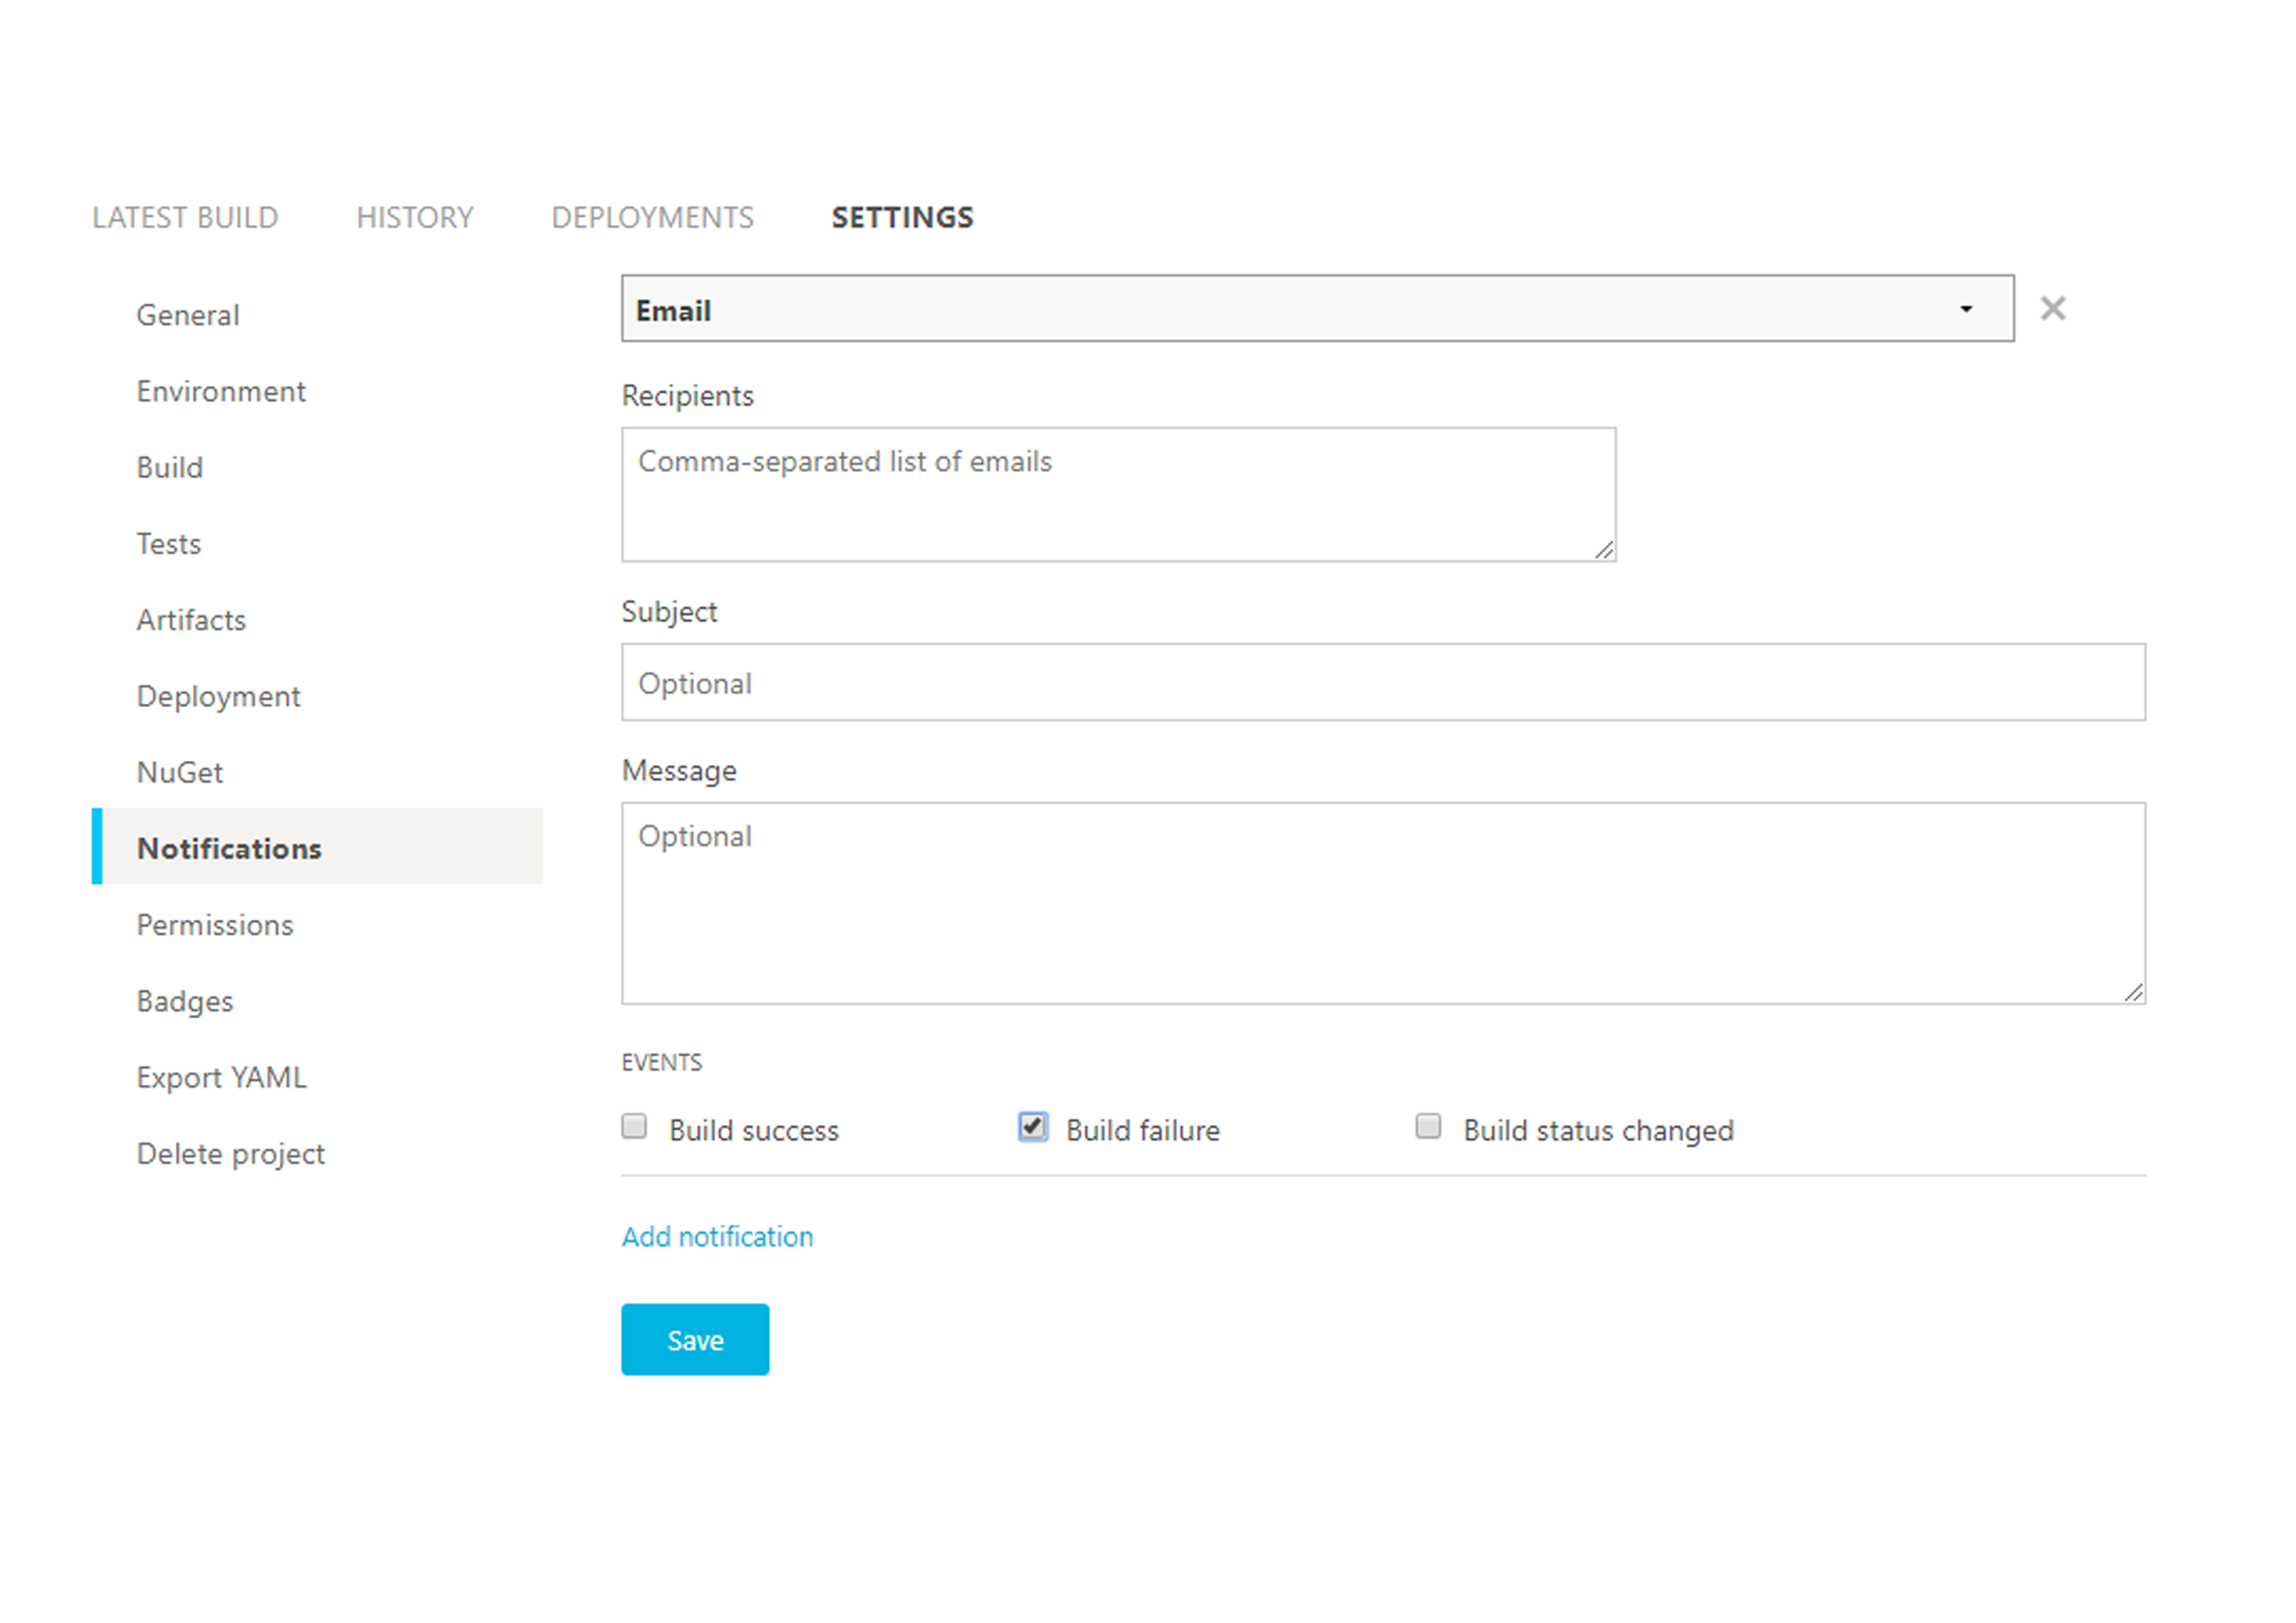 LATEST BUILD HISTORY DEPLOYMENTS SETTINGS
General
Environment
Build
Tests
Artifacts
Deployment
NuGet
Notifications
Permissions
Badges
Export YAML
Delete project
Email
Recipients
Comma-separated list of emails
Subject
Optional
Message
Optional
EVENTS
Build success Build failure Build status changed
Add notification
Save